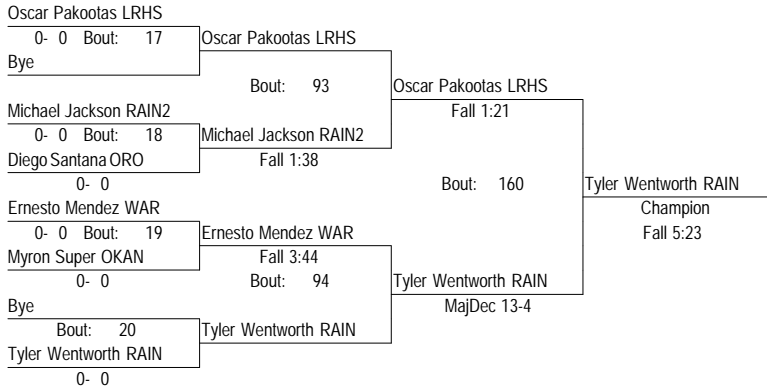 Oscar Pakootas LRHS
0- 0 Bout: 17
Oscar Pakootas LRHS
Bye
Bout: 93
Oscar Pakootas LRHS
Michael Jackson RAIN2
Fall 1:21
0- 0 Bout: 18
Michael Jackson RAIN2
Diego Santana ORO
Fall 1:38
0- 0
Bout: 160
Tyler Wentworth RAIN
Ernesto Mendez WAR
Champion
0- 0 Bout: 19
Ernesto Mendez WAR
Fall 5:23
Myron Super OKAN
Fall 3:44
0- 0
Bout: 94
Tyler Wentworth RAIN
Bye
MajDec 13-4
Bout: 20
Tyler Wentworth RAIN
Tyler Wentworth RAIN
0- 0